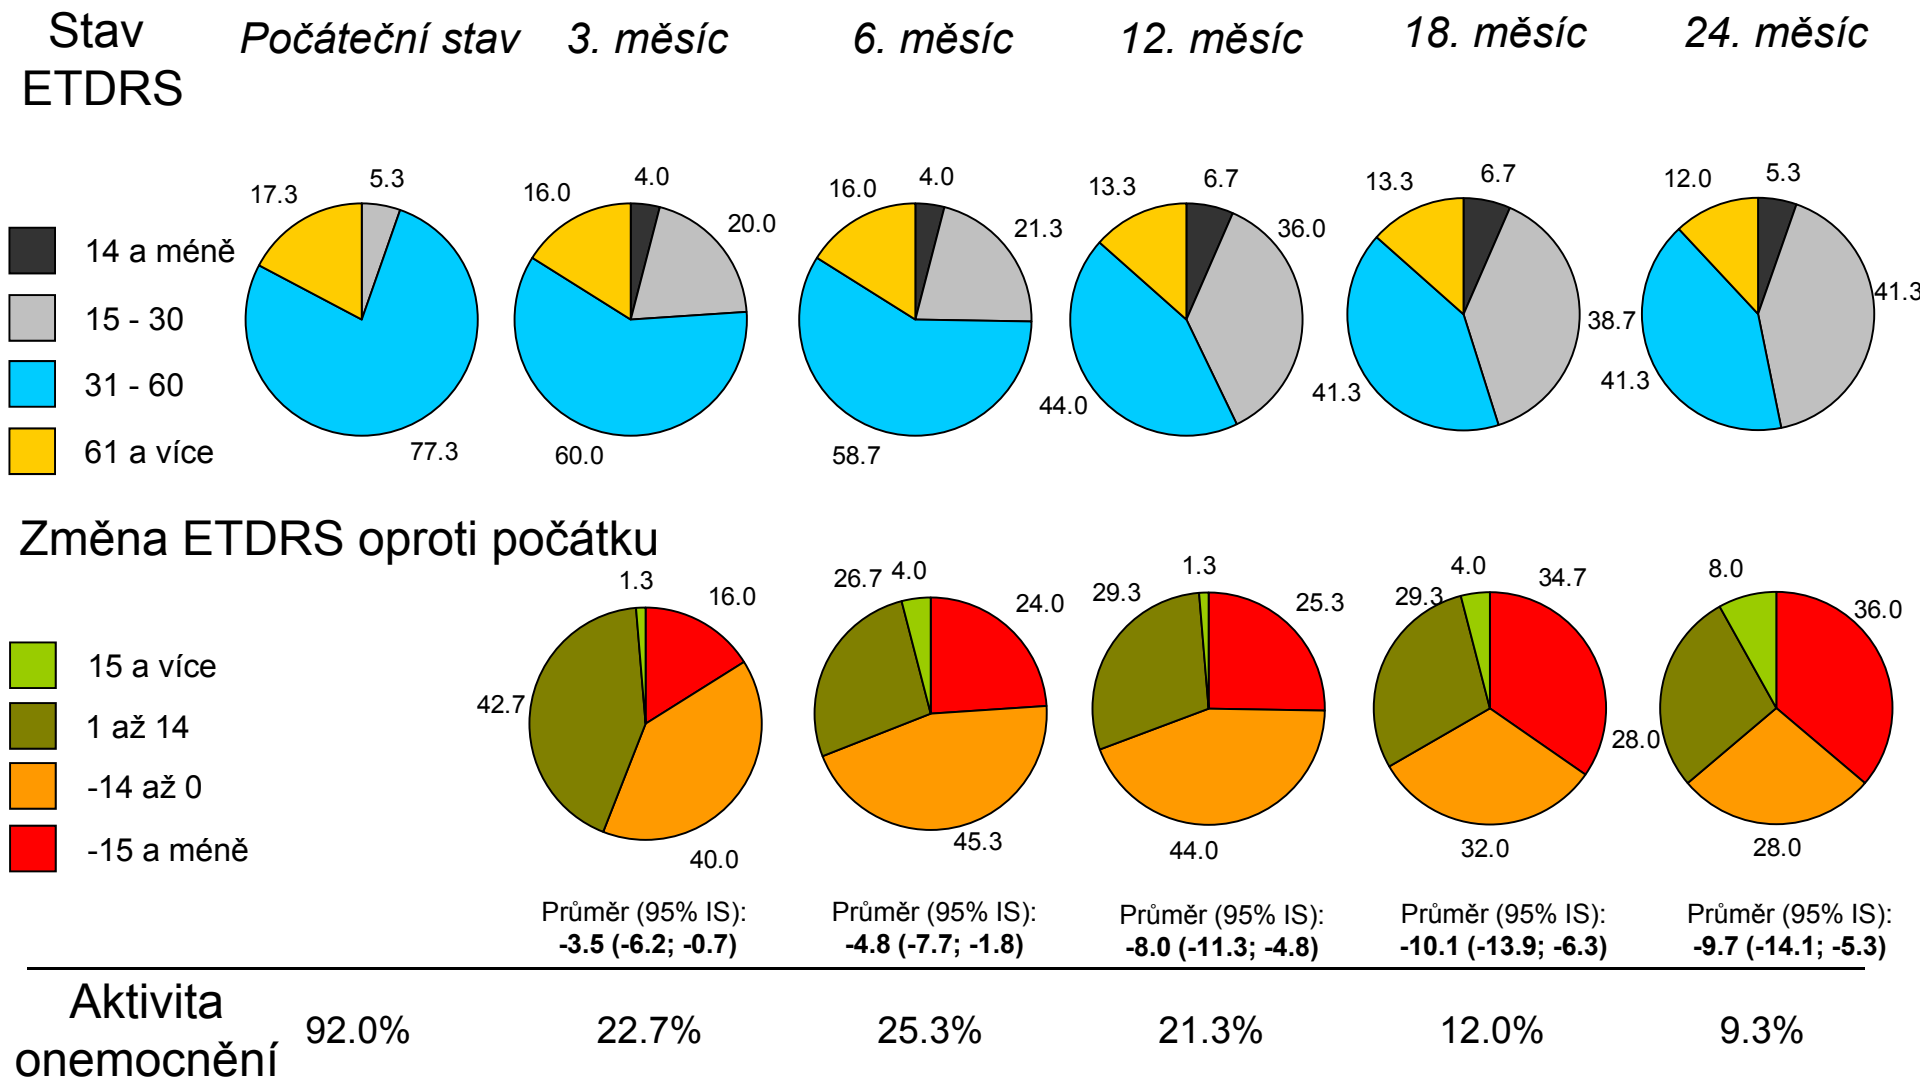 Stav
ETDRS
Počáteční stav 3. měsíc 6. měsíc 12. měsíc 18. měsíc 24. měsíc
14 a méně
15 - 30
31 - 60
61 a více
17.3 5.3
77.3
16.0 4.0
20.0
60.0
16.0 4.0
21.3
58.7
13.3 6.7
36.0
44.0
13.3 6.7
38.7
41.3
12.0 5.3
41.3
41.3
Změna ETDRS oproti počátku
15 a více
1 až 14
-14 až 0
-15 a méně
1.3
16.0
42.7
40.0
26.7 4.0
24.0
45.3
29.3 1.3
25.3
44.0
29.3 4.0 34.7
32.0
8.0
36.0
28.0
28.0
Průměr (95% IS):
-3.5 (-6.2; -0.7)
Průměr (95% IS):
-4.8 (-7.7; -1.8)
Průměr (95% IS):
-8.0 (-11.3; -4.8)
Průměr (95% IS):
-10.1 (-13.9; -6.3)
Průměr (95% IS):
-9.7 (-14.1; -5.3)
Aktivita
onemocnění
92.0% 22.7% 25.3% 21.3% 12.0% 9.3%